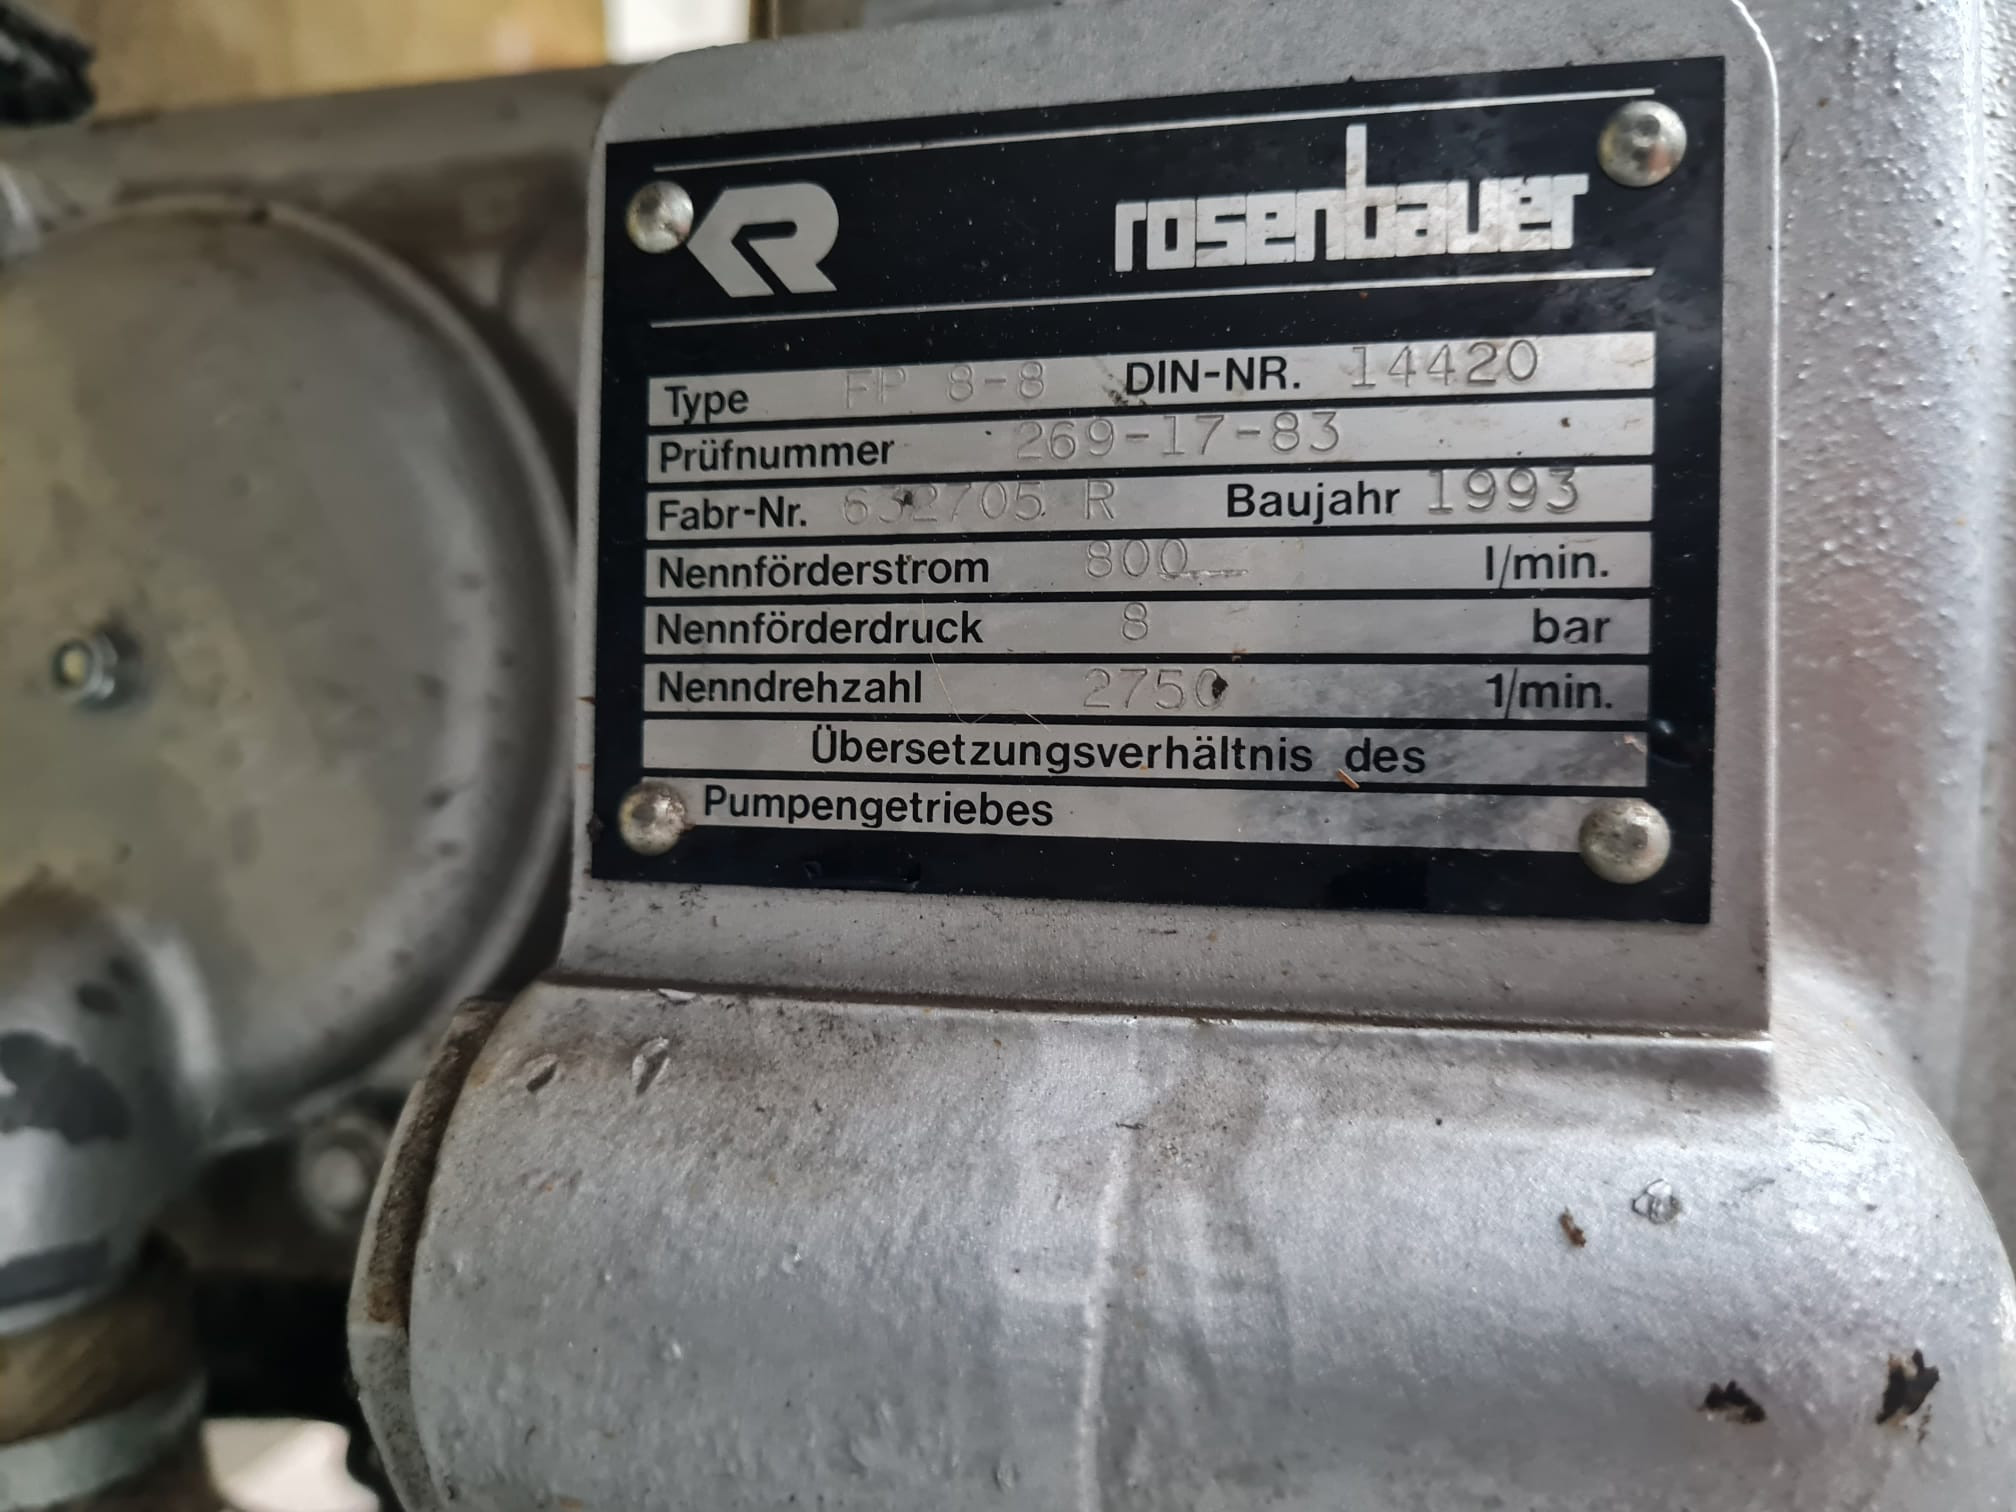 R rosenbauer
Type FP 8-8 DIN-NR. 14420
Prüfnummer 269-17-83
Fabr-Nr. 632705 R Baujahr 1993
Nennförderstrom 800 l/min.
Nennförderdruck 8 bar
Nenndrehzahl 2750 1/min.
Übersetzungsverhältnis des
Pumpengetriebes